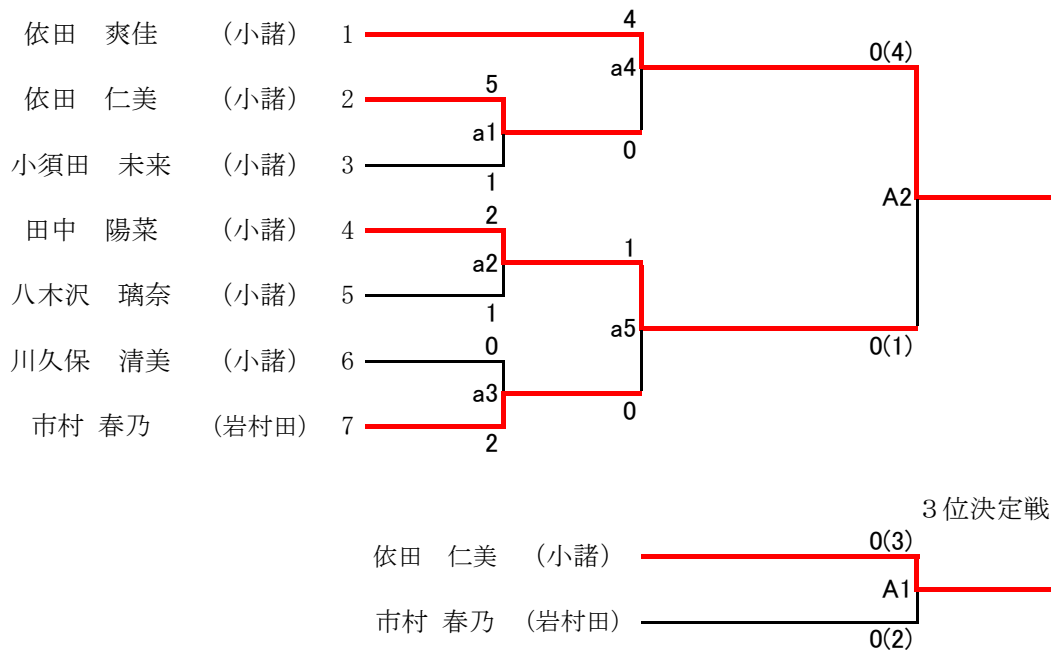 依田　爽佳　（小諸）　1
4
0(4)
a4
依田　仁美　（小諸）　2
5
a1
0
小須田　未来　（小諸）　3
1
A2
田中　陽菜　（小諸）　4
2
1
a2
八木沢　璃奈　（小諸）　5
1
a5
0(1)
川久保　清美　（小諸）　6
0
a3
0
市村 春乃　（岩村田）　7
2
３位決定戦
依田　仁美　（小諸）
0(3)
A1
市村 春乃　（岩村田）
0(2)